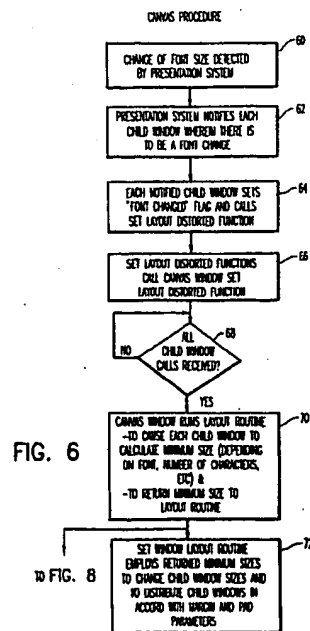 CANVAS PROCEDURE
60
CHANGE OF FONT SIZE DETECTED
BY PRESENTATION SYSTEM
62
PRESENTATION SYSTEM NOTIFIES EACH
CHILD WINDOW WHEREIN THERE IS
TO BE A FONT CHANGE
64
EACH NOTIFIED CHILD WINDOW SETS
"FONT CHANGED" FLAG AND CALLS
SET LAYOUT DISTORTED FUNCTION
66
SET LAYOUT DISTORTED FUNCTIONS
CALL CANVAS WINDOW SET
LAYOUT DISTORTED FUNCTION
68
ALL
CHILD WINDOW
CALLS RECEIVED?
NO
YES
70
CANVAS WINDOW RUNS LAYOUT ROUTINE
-TO CAUSE EACH CHILD WINDOW TO
CALCULATE MINIMUM SIZE (DEPENDING
ON FONT, NUMBER OF CHARACTERS,
ETC) &
-TO RETURN MINIMUM SIZE TO
LAYOUT ROUTINE
FIG. 6
72
SET WINDOW LAYOUT ROUTINE
EMPLOYS RETURNED MINIMUM SIZES
TO CHANGE CHILD WINDOW SIZES AND
TO DISTRIBUTE CHILD WINDOWS IN
ACCORD WITH MARGIN AND PAD
PARAMETERS
TO FIG. 8